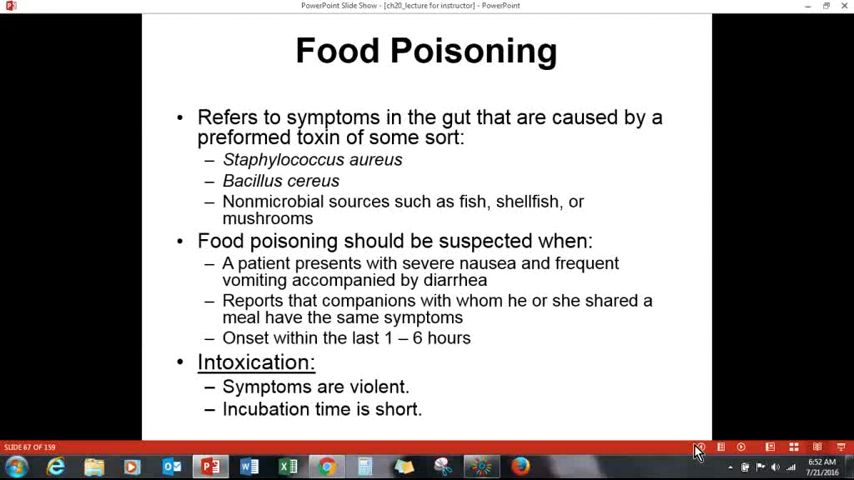 PowerPoint Slide Show - [ch20_lecture for instructor] - PowerPoint
Food Poisoning
• Refers to symptoms in the gut that are caused by a
preformed toxin of some sort:
– Staphylococcus aureus
– Bacillus cereus
– Nonmicrobial sources such as fish, shellfish, or
mushrooms
• Food poisoning should be suspected when:
– A patient presents with severe nausea and frequent
vomiting accompanied by diarrhea
– Reports that companions with whom he or she shared a
meal have the same symptoms
– Onset within the last 1 – 6 hours
• Intoxication:
– Symptoms are violent.
– Incubation time is short.
SLIDE 67 OF 159
6:52 AM
7/21/2016